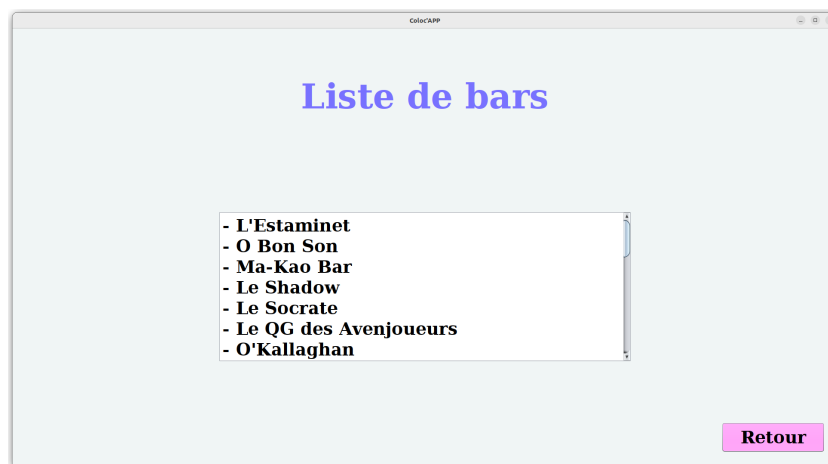 Coloc'APP
Liste de bars
- L'Estaminet
- O Bon Son
- Ma-Kao Bar
- Le Shadow
- Le Socrate
- Le QG des Avenjoueurs
- O'Kallaghan
Retour